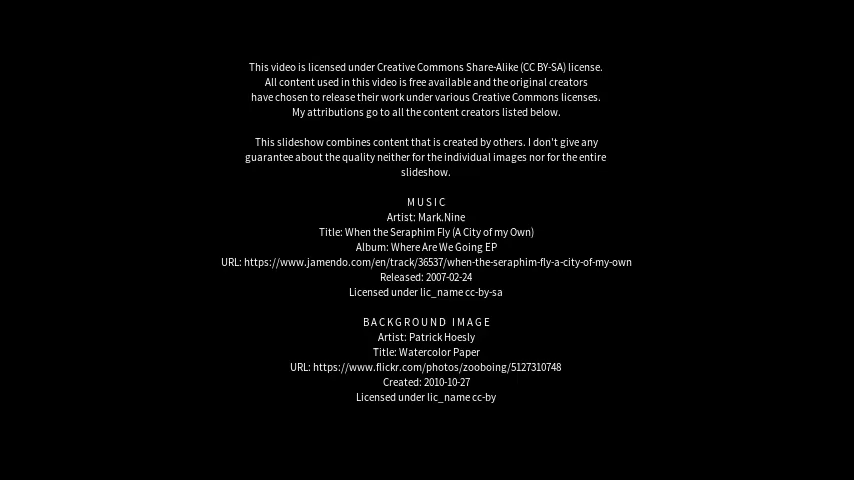 This video is licensed under Creative Commons Share-Alike (CC BY-SA) license.
All content used in this video is free available and the original creators
have chosen to release their work under various Creative Commons licenses.
My attributions go to all the content creators listed below.
This slideshow combines content that is created by others. I don't give any
guarantee about the quality neither for the individual images nor for the entire
slideshow.
MUSIC
Artist: Mark.Nine
Title: When the Seraphim Fly (A City of my Own)
Album: Where Are We Going EP
URL: https://www.jamendo.com/en/track/36537/when-the-seraphim-fly-a-city-of-my-own
Released: 2007-02-24
Licensed under lic_name cc-by-sa
BACKGROUND IMAGE
Artist: Patrick Hoesly
Title: Watercolor Paper
URL: https://www.flickr.com/photos/zooboing/5127310748
Created: 2010-10-27
Licensed under lic_name cc-by